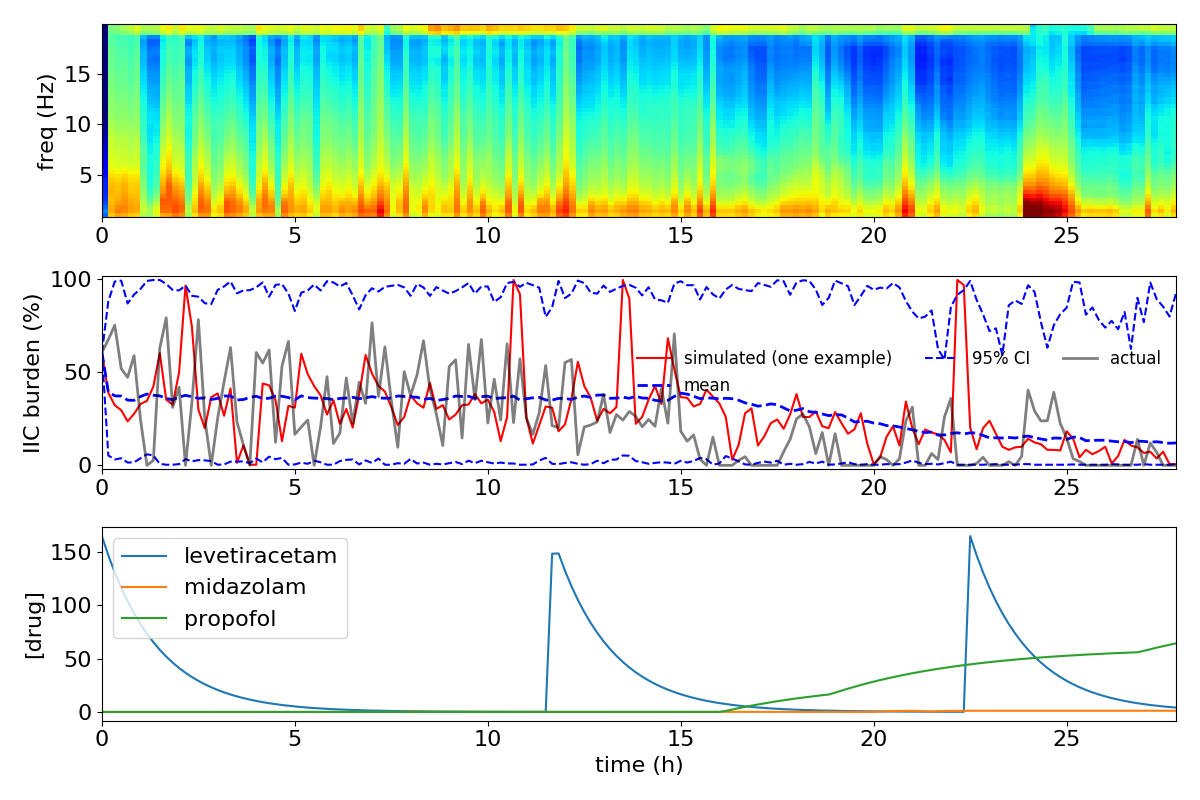 freq (Hz)
15
10
5
0 5 10 15 20 25
IIC burden (%)
100
50
0
simulated (one example) 95% CI actual
mean
0 5 10 15 20 25
[drug]
150
100
50
0
levetiracetam
midazolam
propofol
0 5 10 15 20 25
time (h)